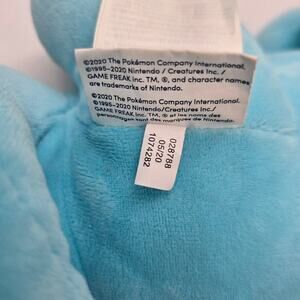 ©2020 The Pokémon Company International.
©1995-2020 Nintendo / Creatures Inc. /
GAME FREAK inc. TM, ®, and character names
are trademarks of Nintendo.
©2020 The Pokémon Company International.
©1995-2020 Nintendo / Creatures Inc. /
GAME FREAK inc. TM, ® et les noms des
personnages sont des marques de Nintendo.
028788
05/20
1074282